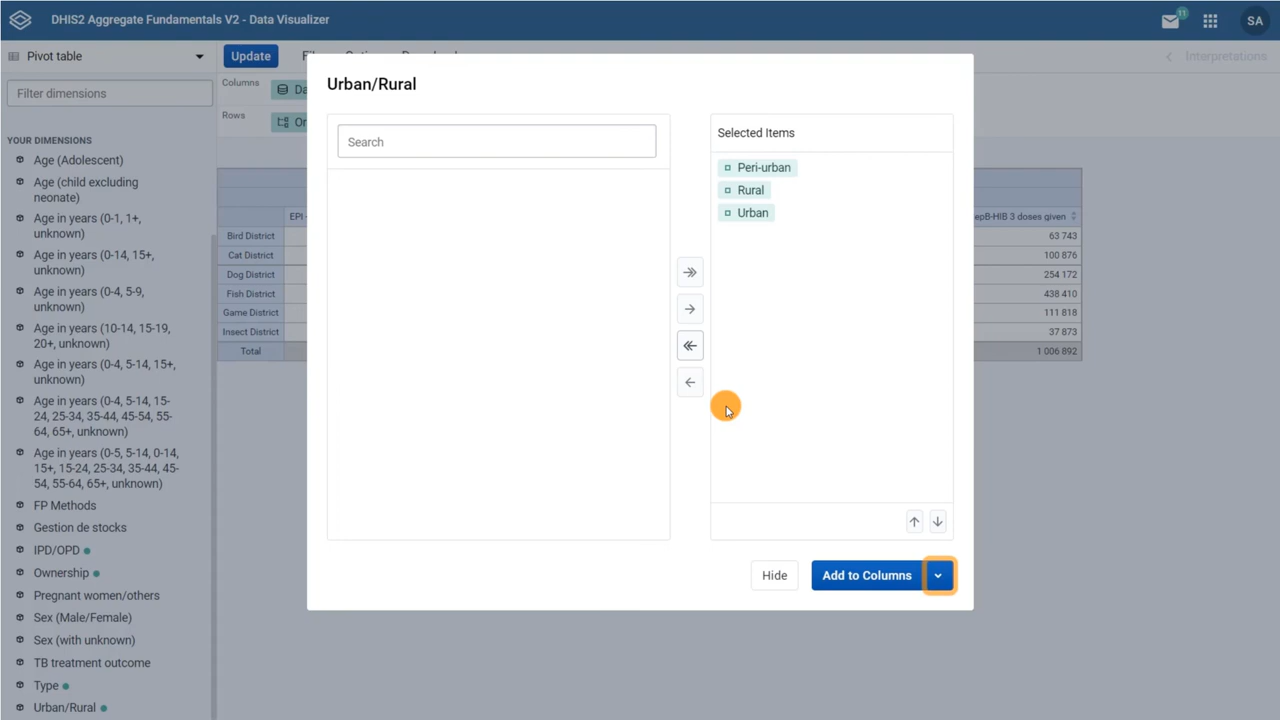 DHIS2 Aggregate Fundamentals V2 - Data Visualizer
11
SA
Pivot table
Update
Interpretations
Filter dimensions
Columns
Rows
YOUR DIMENSIONS
Age (Adolescent)
Age (child excluding
neonate)
Age in years (0-1, 1+,
unknown)
Age in years (0-14, 15+,
unknown)
Age in years (0-4, 5-9,
unknown)
Age in years (10-14, 15-19,
20+, unknown)
Age in years (0-4, 5-14, 15+,
unknown)
Age in years (0-4, 5-14, 15-
24, 25-34, 35-44, 45-54, 55-
64, 65+, unknown)
Age in years (0-5, 5-14, 0-14,
15+, 15-24, 25-34, 35-44, 45-
54, 55-64, 65+, unknown)
FP Methods
Gestion de stocks
IPD/OPD
Ownership
Pregnant women/others
Sex (Male/Female)
Sex (with unknown)
TB treatment outcome
Type
Urban/Rural
EPI
epB-HIB 3 doses given
Bird District
63 743
Cat District
100 876
Dog District
254 172
Fish District
438 410
Game District
111 818
Insect District
37 873
Total
1 006 892
Urban/Rural
Search
Selected Items
Peri-urban
Rural
Urban
Hide
Add to Columns